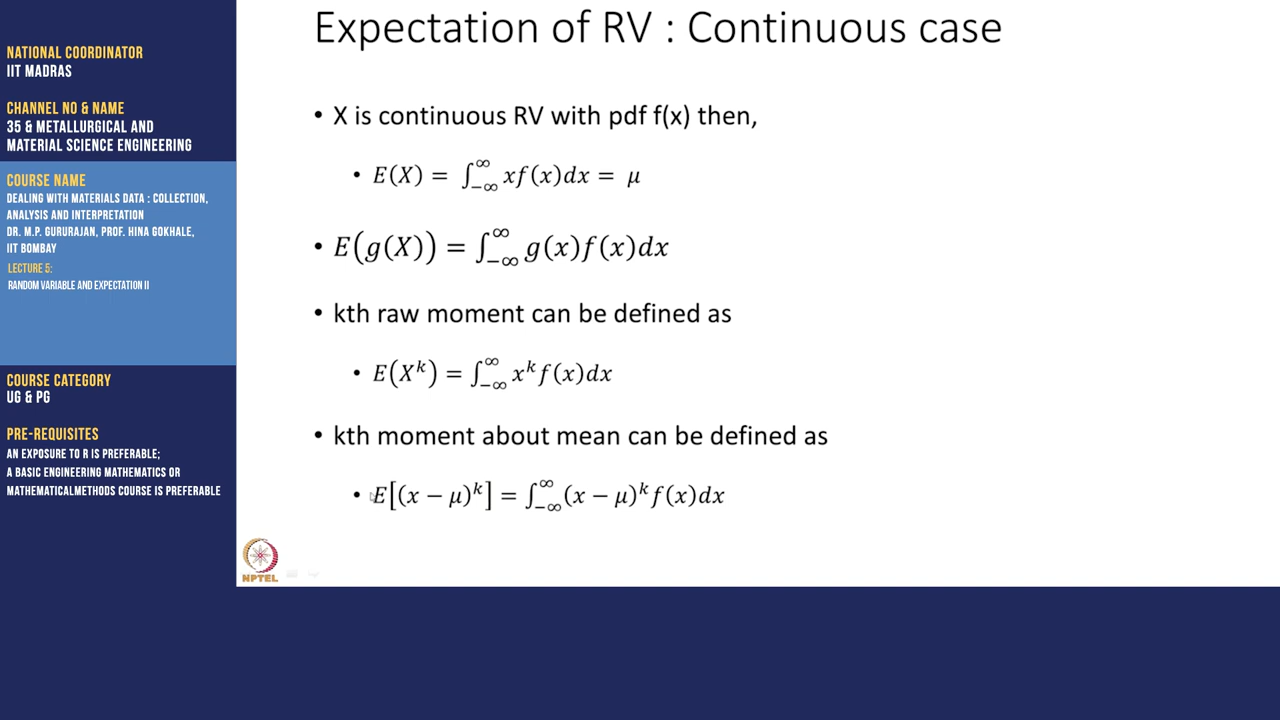 NATIONAL COORDINATOR
IIT MADRAS
CHANNEL NO & NAME
35 & METALLURGICAL AND
MATERIAL SCIENCE ENGINEERING
COURSE NAME
DEALING WITH MATERIALS DATA : COLLECTION,
ANALYSIS AND INTERPRETATION
DR. M.P. GURURAJAN, PROF. HINA GOKHALE,
IIT BOMBAY
LECTURE 5:
RANDOM VARIABLE AND EXPECTATION II
COURSE CATEGORY
UG & PG
PRE-REQUISITES
AN EXPOSURE TO R IS PREFERABLE;
A BASIC ENGINEERING MATHEMATICS OR
MATHEMATICALMETHODS COURSE IS PREFERABLE
Expectation of RV : Continuous case
• X is continuous RV with pdf f(x) then,
• E(X) = ∫_{-∞}^{∞} xf(x)dx = μ
• E(g(X)) = ∫_{-∞}^{∞} g(x)f(x)dx
• kth raw moment can be defined as
• E(X^k) = ∫_{-∞}^{∞} x^k f(x)dx
• kth moment about mean can be defined as
• E[(x − μ)^k] = ∫_{-∞}^{∞} (x − μ)^k f(x)dx
NPTEL